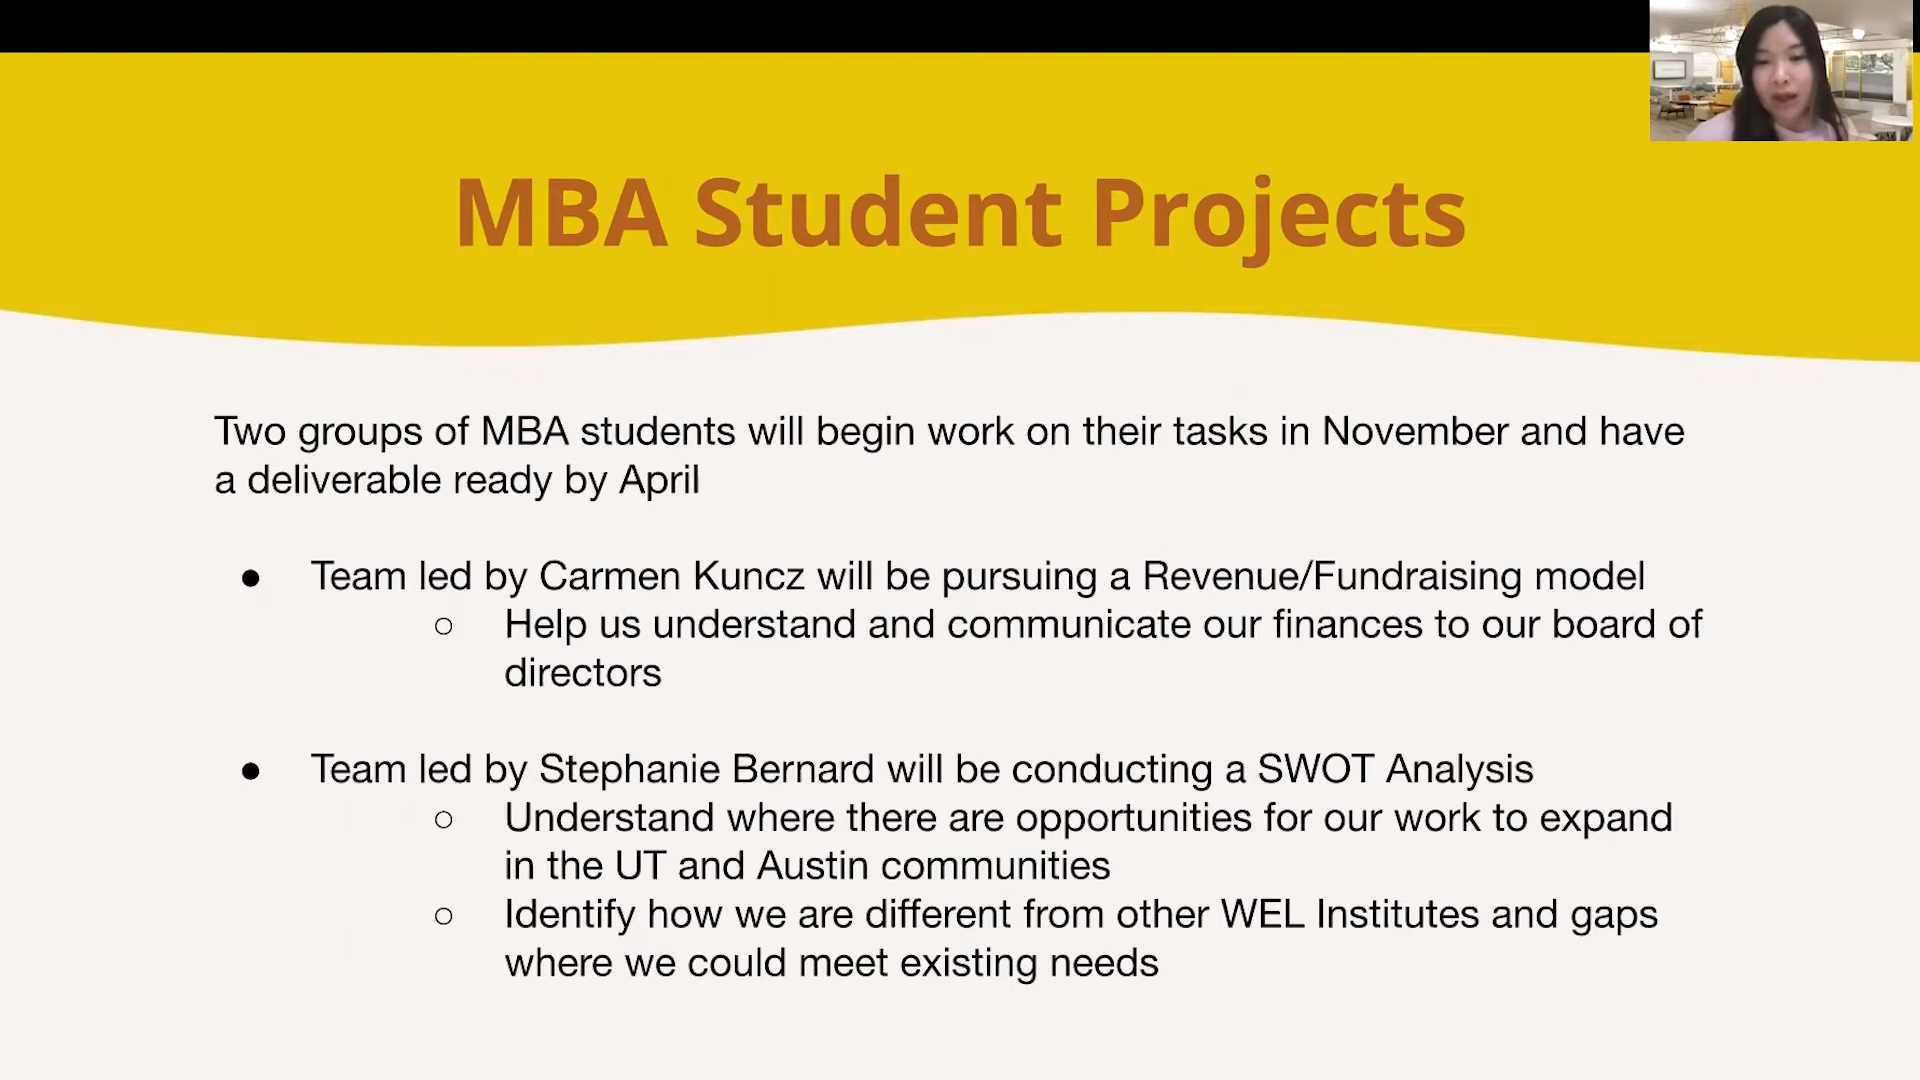 MBA Student Projects
Two groups of MBA students will begin work on their tasks in November and have
a deliverable ready by April
● Team led by Carmen Kuncz will be pursuing a Revenue/Fundraising model
○ Help us understand and communicate our finances to our board of
directors
● Team led by Stephanie Bernard will be conducting a SWOT Analysis
○ Understand where there are opportunities for our work to expand
in the UT and Austin communities
○ Identify how we are different from other WEL Institutes and gaps
where we could meet existing needs